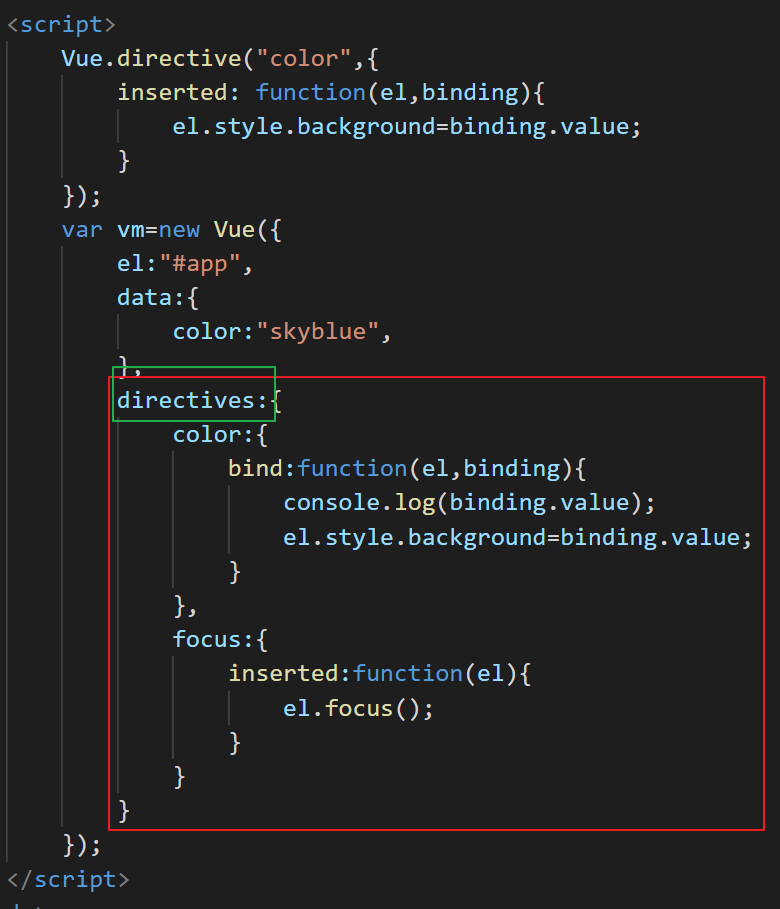 <script>
Vue.directive("color",{
inserted: function(el,binding){
el.style.background=binding.value;
}
});
var vm=new Vue({
el:"#app",
data:{
color:"skyblue",
},
directives:{
color:{
bind:function(el,binding){
console.log(binding.value);
el.style.background=binding.value;
}
},
focus:{
inserted:function(el){
el.focus();
}
}
}
});
</script>